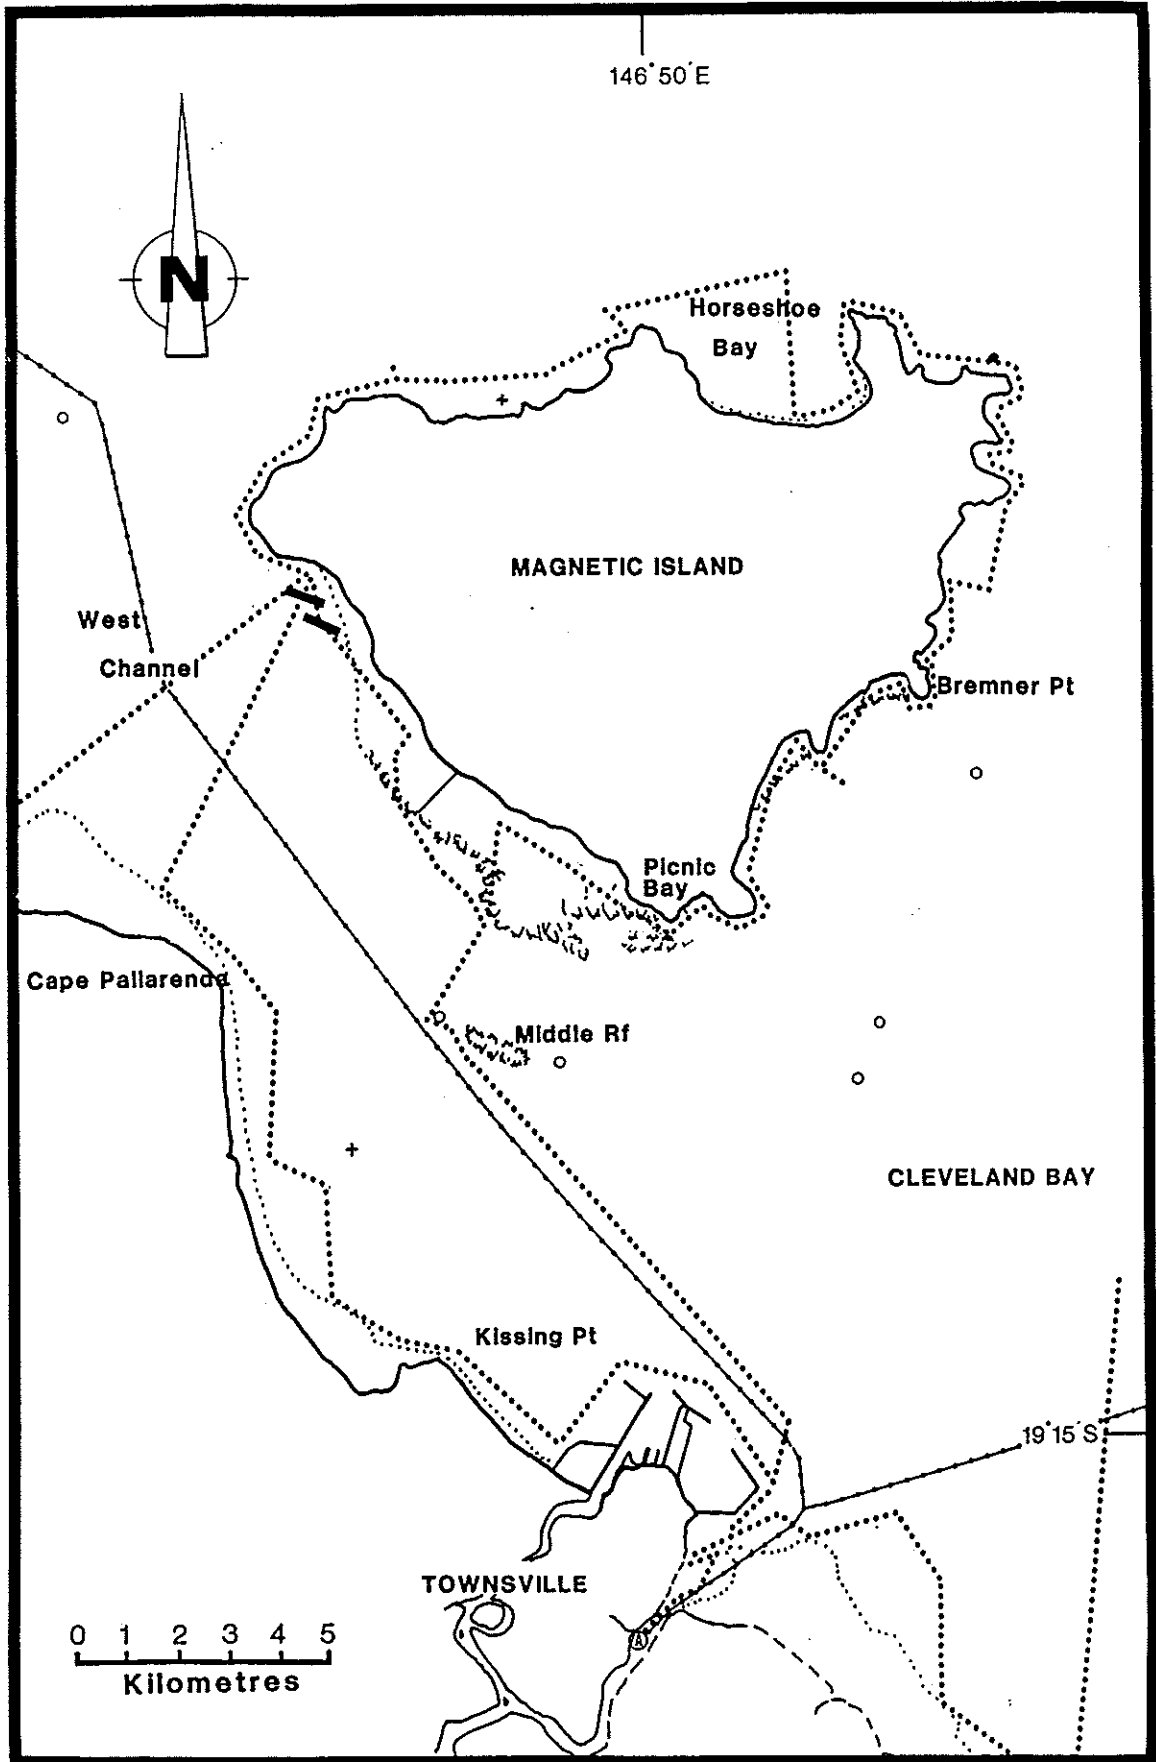 146°50'E
N
Horseshoe
Bay
MAGNETIC ISLAND
West
Channel
Bremner Pt
Picnic
Bay
Cape Pallarenda
Middle Rf
CLEVELAND BAY
Kissing Pt
19°15'S
TOWNSVILLE
A
0 1 2 3 4 5
Kilometres